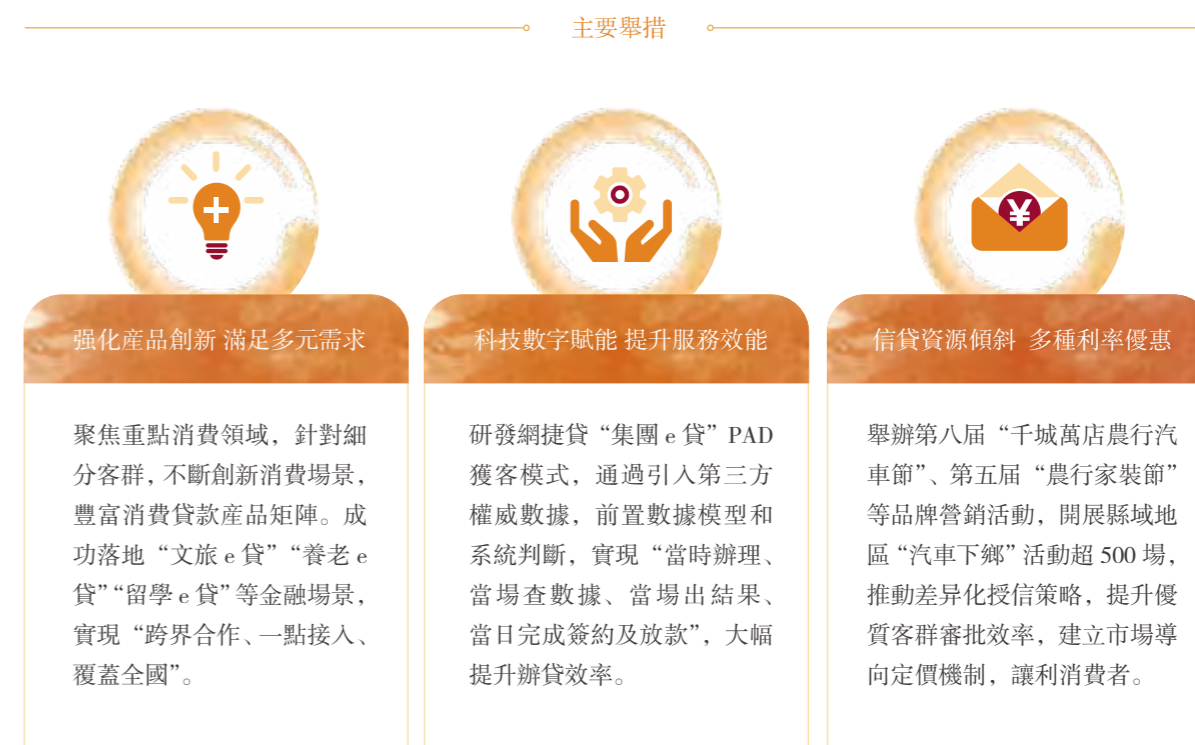 主要舉措
强化産品創新 滿足多元需求
聚焦重點消費領域，針對細
分客群，不斷創新消費場景，
豐富消費貸款産品矩陣。成
功落地“文旅 e 貸”“養老 e
貸”“留學 e 貸”等金融場景，
實現“跨界合作、一點接入、
覆蓋全國”。
科技數字賦能 提升服務效能
研發網捷貸“集團 e 貸”PAD
獲客模式，通過引入第三方
權威數據，前置數據模型和
系統判斷，實現“當時辦理、
當場查數據、當場出結果、
當日完成簽約及放款”，大幅
提升辦貸效率。
信貸資源傾斜 多種利率優惠
舉辦第八届“千城萬店農行汽
車節”、第五届“農行家裝節”
等品牌營銷活動，開展縣域地
區“汽車下鄉”活動超 500 場，
推動差异化授信策略，提升優
質客群審批效率，建立市場導
向定價機制，讓利消費者。
¥